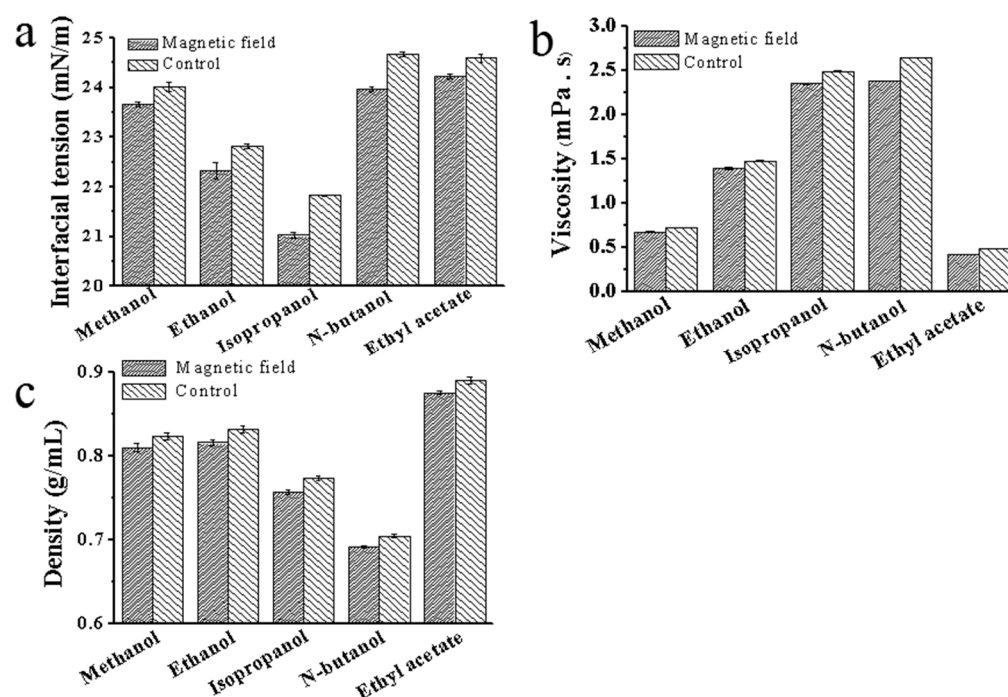 a
Magnetic field
Control
Interfacial tension (mN/m)
25
24
23
22
21
20
Methanol
Ethanol
Isopropanol
N-butanol
Ethyl acetate
b
Magnetic field
Control
Viscosity (mPa . s)
3.0
2.5
2.0
1.5
1.0
0.5
0.0
Methanol
Ethanol
Isopropanol
N-butanol
Ethyl acetate
c
Magnetic field
Control
Density (g/mL)
0.9
0.8
0.7
0.6
Methanol
Ethanol
Isopropanol
N-butanol
Ethyl acetate